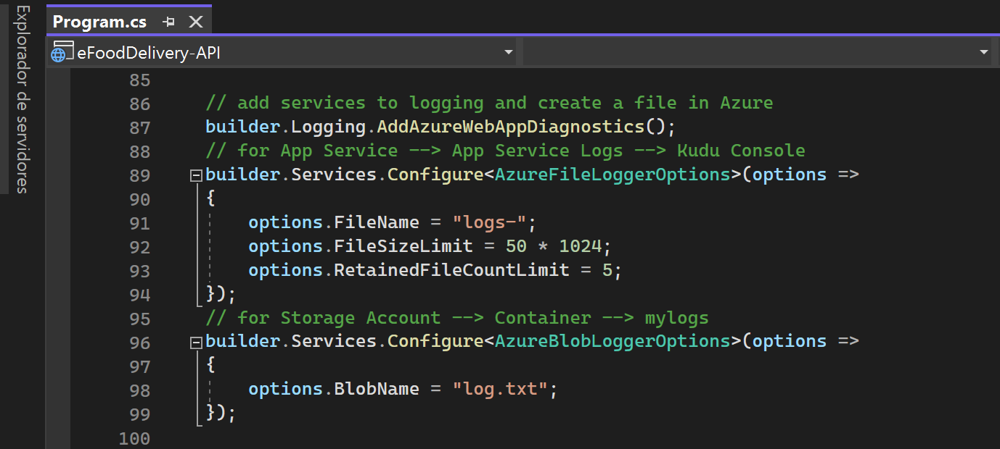 Explorador de servidores
Program.cs
eFoodDelivery-API
85
86 // add services to logging and create a file in Azure
87 builder.Logging.AddAzureWebAppDiagnostics();
88 // for App Service --> App Service Logs --> Kudu Console
89 builder.Services.Configure<AzureFileLoggerOptions>(options =>
90 {
91 options.FileName = "logs-";
92 options.FileSizeLimit = 50 * 1024;
93 options.RetainedFileCountLimit = 5;
94 });
95 // for Storage Account --> Container --> mylogs
96 builder.Services.Configure<AzureBlobLoggerOptions>(options =>
97 {
98 options.BlobName = "log.txt";
99 });
100